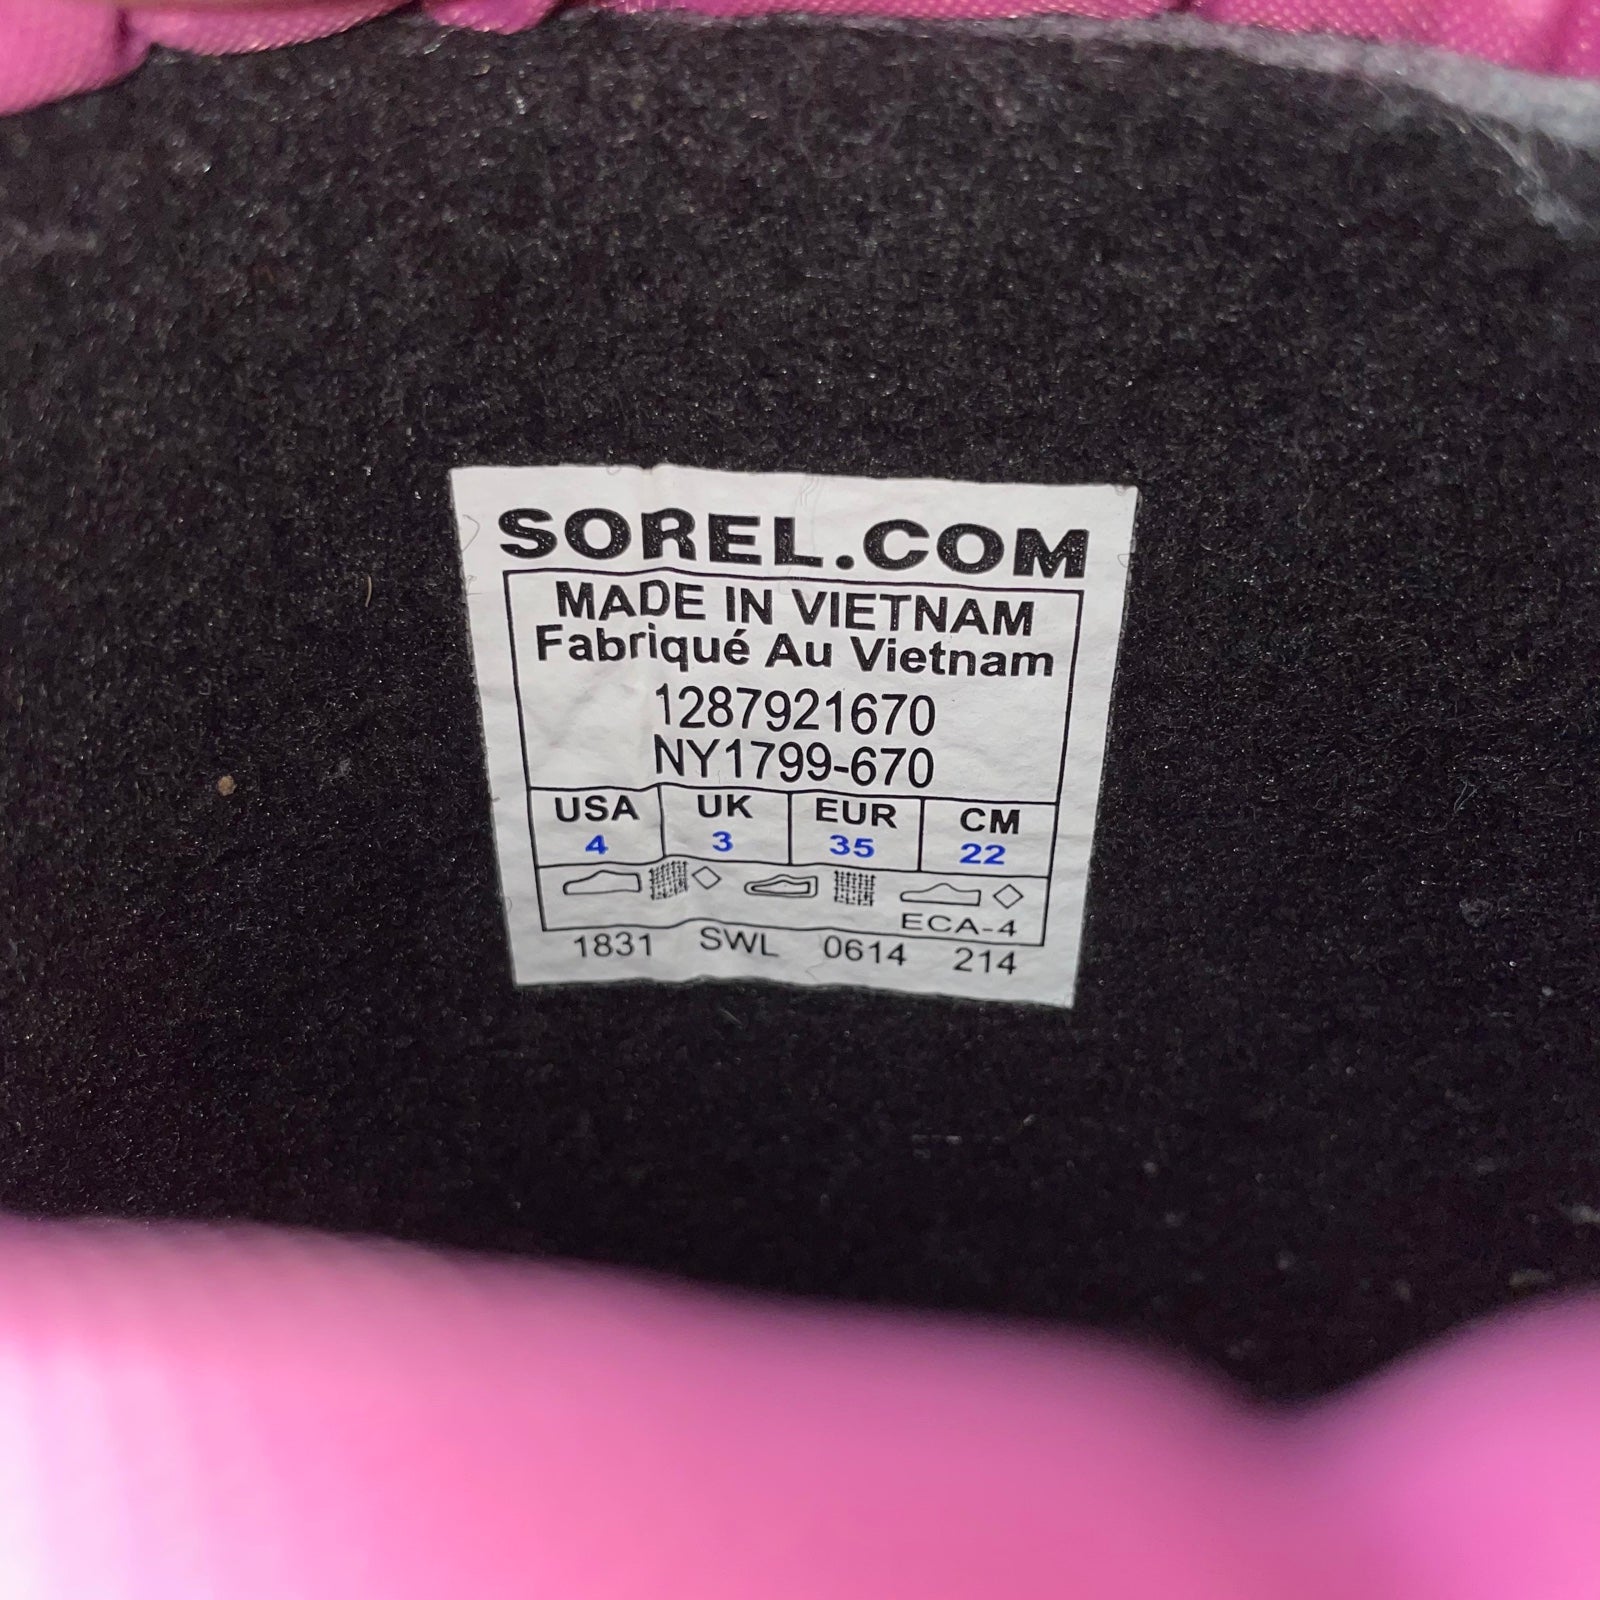 SOREL.COM
MADE IN VIETNAM
Fabriqué Au Vietnam
1287921670
NY1799-670
USA UK EUR CM
4 3 35 22
ECA-4
1831 SWL 0614 214